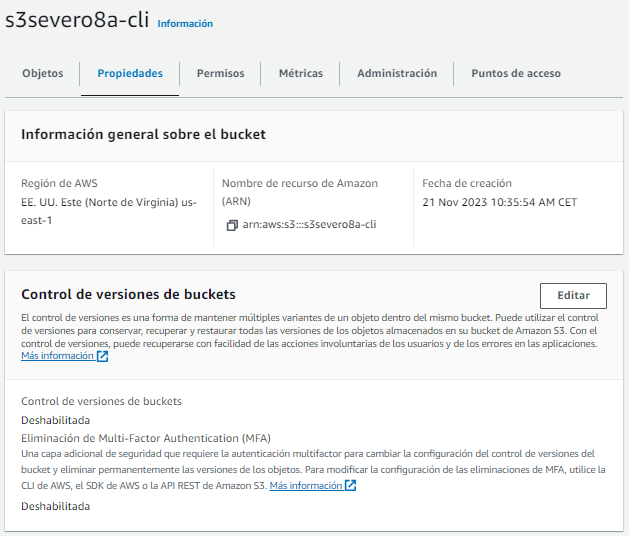 s3severo8a-cli Información
Objetos Propiedades Permisos Métricas Administración Puntos de acceso
Información general sobre el bucket
Región de AWS
EE. UU. Este (Norte de Virginia) us-
east-1
Nombre de recurso de Amazon
(ARN)
arn:aws:s3:::s3severo8a-cli
Fecha de creación
21 Nov 2023 10:35:54 AM CET
Control de versiones de buckets
Editar
El control de versiones es una forma de mantener múltiples variantes de un objeto dentro del mismo bucket. Puede utilizar el control
de versiones para conservar, recuperar y restaurar todas las versiones de los objetos almacenados en su bucket de Amazon S3. Con el
control de versiones, puede recuperarse con facilidad de las acciones involuntarias de los usuarios y de los errores en las aplicaciones.
Más información
Control de versiones de buckets
Deshabilitada
Eliminación de Multi-Factor Authentication (MFA)
Una capa adicional de seguridad que requiere la autenticación multifactor para cambiar la configuración del control de versiones del
bucket y eliminar permanentemente las versiones de los objetos. Para modificar la configuración de las eliminaciones de MFA, utilice la
CLI de AWS, el SDK de AWS o la API REST de Amazon S3. Más información
Deshabilitada